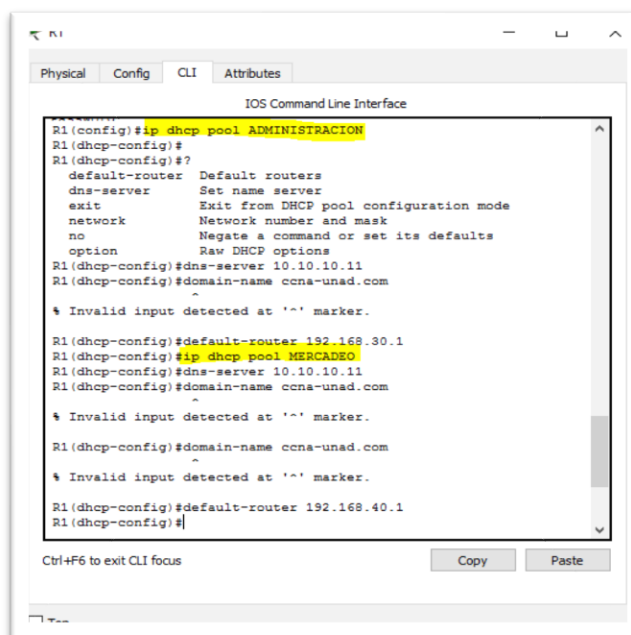 R1
Physical Config CLI Attributes
IOS Command Line Interface
R1(config)#ip dhcp pool ADMINISTRACION
R1(dhcp-config)#
R1(dhcp-config)#?
default-router Default routers
dns-server Set name server
exit Exit from DHCP pool configuration mode
network Network number and mask
no Negate a command or set its defaults
option Raw DHCP options
R1(dhcp-config)#dns-server 10.10.10.11
R1(dhcp-config)#domain-name ccna-unad.com
^
% Invalid input detected at '^' marker.
R1(dhcp-config)#default-router 192.168.30.1
R1(dhcp-config)#ip dhcp pool MERCADEO
R1(dhcp-config)#dns-server 10.10.10.11
R1(dhcp-config)#domain-name ccna-unad.com
^
% Invalid input detected at '^' marker.
R1(dhcp-config)#domain-name ccna-unad.com
^
% Invalid input detected at '^' marker.
R1(dhcp-config)#default-router 192.168.40.1
R1(dhcp-config)#
Ctrl+F6 to exit CLI focus Copy Paste